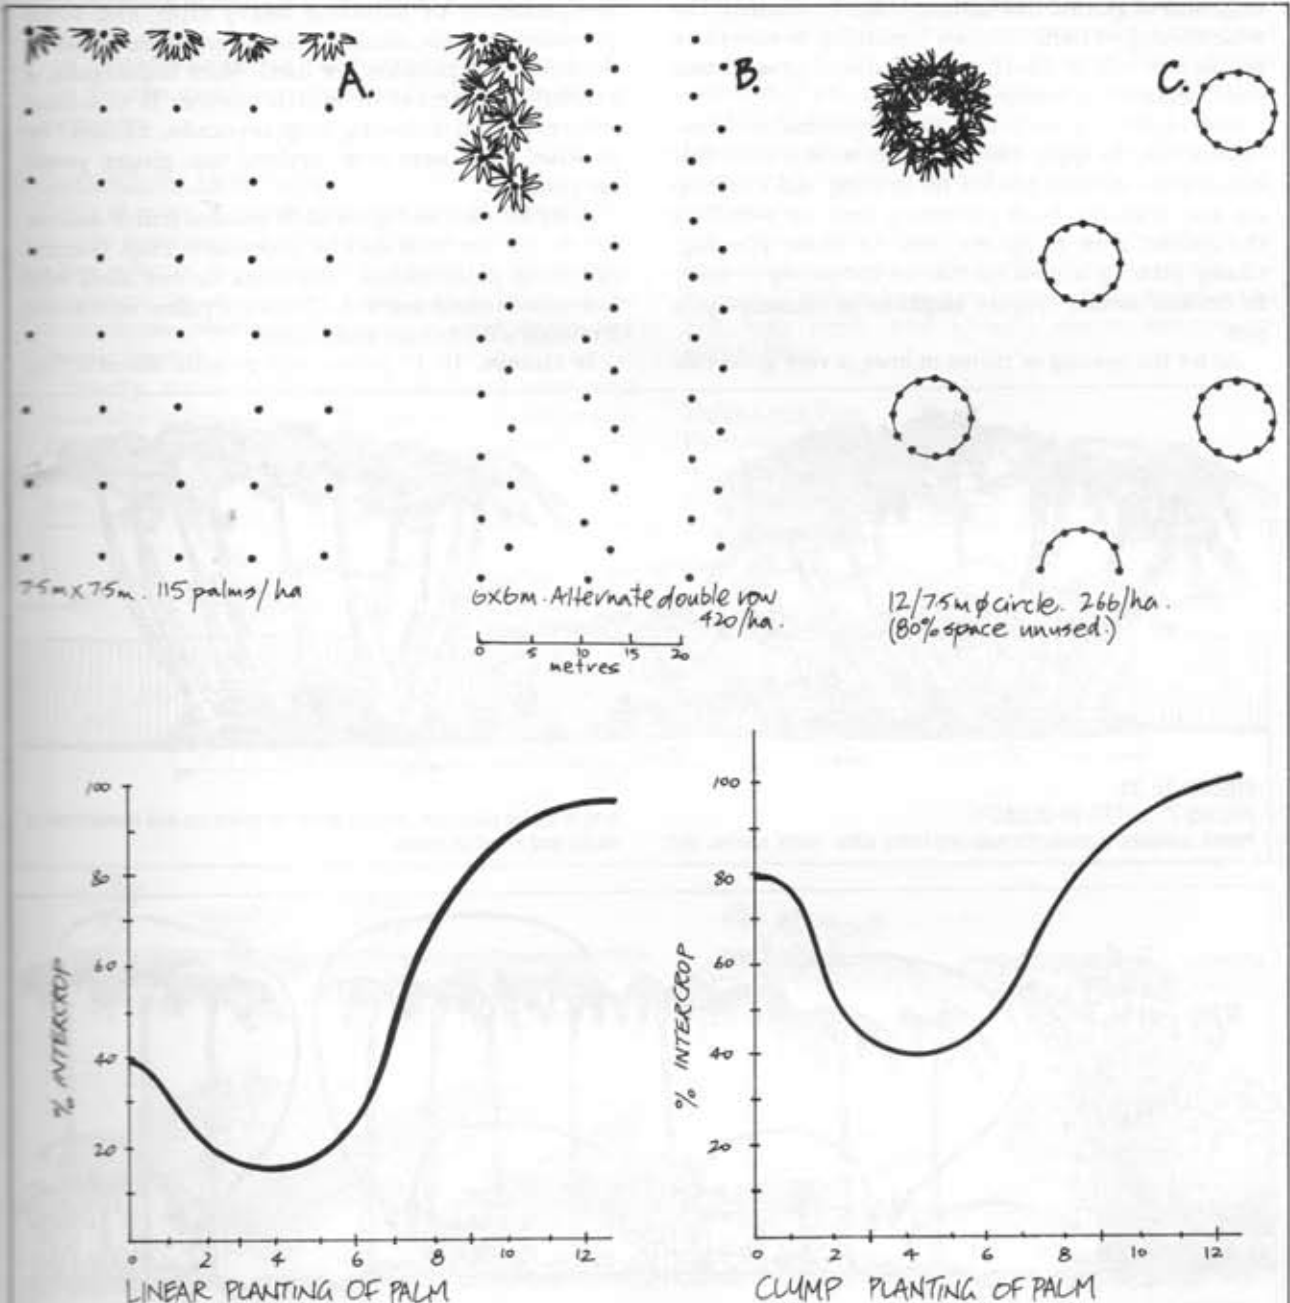 A.
B.
C.
7·5m x 7·5m. 115 palms/ha
6x6m. Alternate double row
420/ha.
0 5 10 15 20
metres
12/7·5m φ circle. 266/ha.
(80% space unused.)
100
80
60
40
20
% INTERCROP
0 2 4 6 8 10 12
LINEAR PLANTING OF PALM
100
80
60
40
20
% INTERCROP
0 2 4 6 8 10 12
CLUMP PLANTING OF PALM